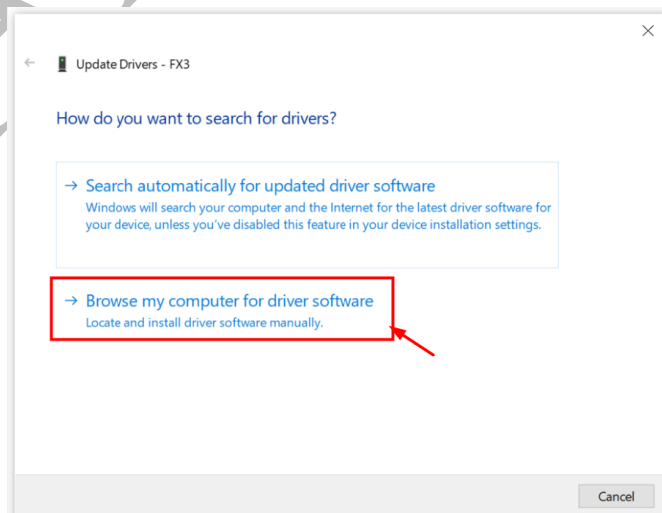 Update Drivers - FX3
How do you want to search for drivers?
Search automatically for updated driver software
Windows will search your computer and the Internet for the latest driver software for
your device, unless you've disabled this feature in your device installation settings.
Browse my computer for driver software
Locate and install driver software manually.
Cancel